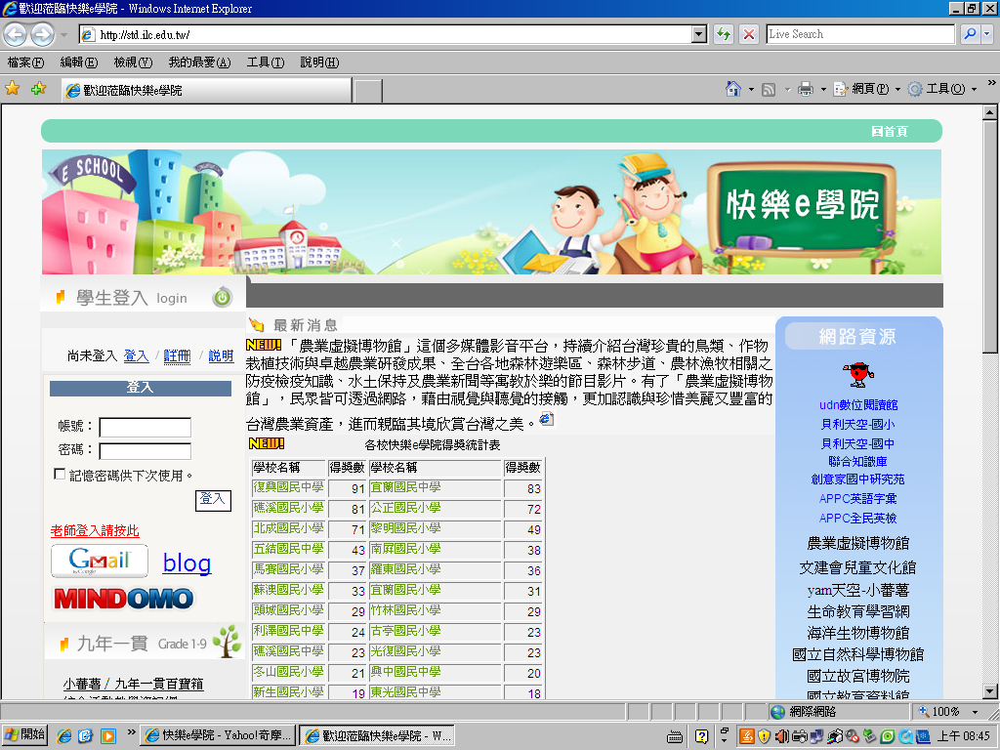 歡迎蒞臨快樂e學院 - Windows Internet Explorer
http://std.ilc.edu.tw/
Live Search
檔案(F) 編輯(E) 檢視(V) 我的最愛(A) 工具(T) 說明(H)
歡迎蒞臨快樂e學院
網頁(P) 工具(O)
回首頁
E SCHOOL
快樂e學院
學生登入 login
尚未登入 登入 / 註冊 / 說明
登入
帳號：
密碼：
記憶密碼供下次使用。
登入
老師登入請按此
Gmail by Google
blog
MINDOMO
九年一貫 Grade 1-9
小蕃薯 / 九年一貫百寶箱
最新消息
NEW 「農業虛擬博物館」這個多媒體影音平台，持續介紹台灣珍貴的鳥類、作物
栽植技術與卓越農業研發成果、全台各地森林遊樂區、森林步道、農林漁牧相關之
防疫檢疫知識、水土保持及農業新聞等寓教於樂的節目影片。有了「農業虛擬博物
館」，民眾皆可透過網路，藉由視覺與聽覺的接觸，更加認識與珍惜美麗又豐富的
台灣農業資產，進而親臨其境欣賞台灣之美。
NEW 各校快樂e學院得獎統計表
學校名稱 得獎數 學校名稱 得獎數
復興國民中學 91 宜蘭國民中學 83
礁溪國民小學 81 公正國民小學 72
北成國民小學 71 黎明國民小學 49
五結國民中學 43 南屏國民小學 38
馬賽國民小學 37 羅東國民小學 36
蘇澳國民小學 33 宜蘭國民小學 31
頭城國民小學 29 竹林國民小學 29
利澤國民中學 24 古亭國民小學 23
礁溪國民中學 23 光復國民小學 23
冬山國民小學 21 興中國民中學 20
新生國民小學 19 東光國民中學 18
網路資源
udn數位閱讀館
貝利天空-國小
貝利天空-國中
聯合知識庫
創意家國中研究苑
APPC英語字彙
APPC全民英檢
農業虛擬博物館
文建會兒童文化館
yam天空-小蕃薯
生命教育學習網
海洋生物博物館
國立自然科學博物館
國立故宮博物院
國立教育資料館
網際網路 100%
開始 快樂e學院 - Yahoo!奇摩... 歡迎蒞臨快樂e學院 - W... 上午 08:45